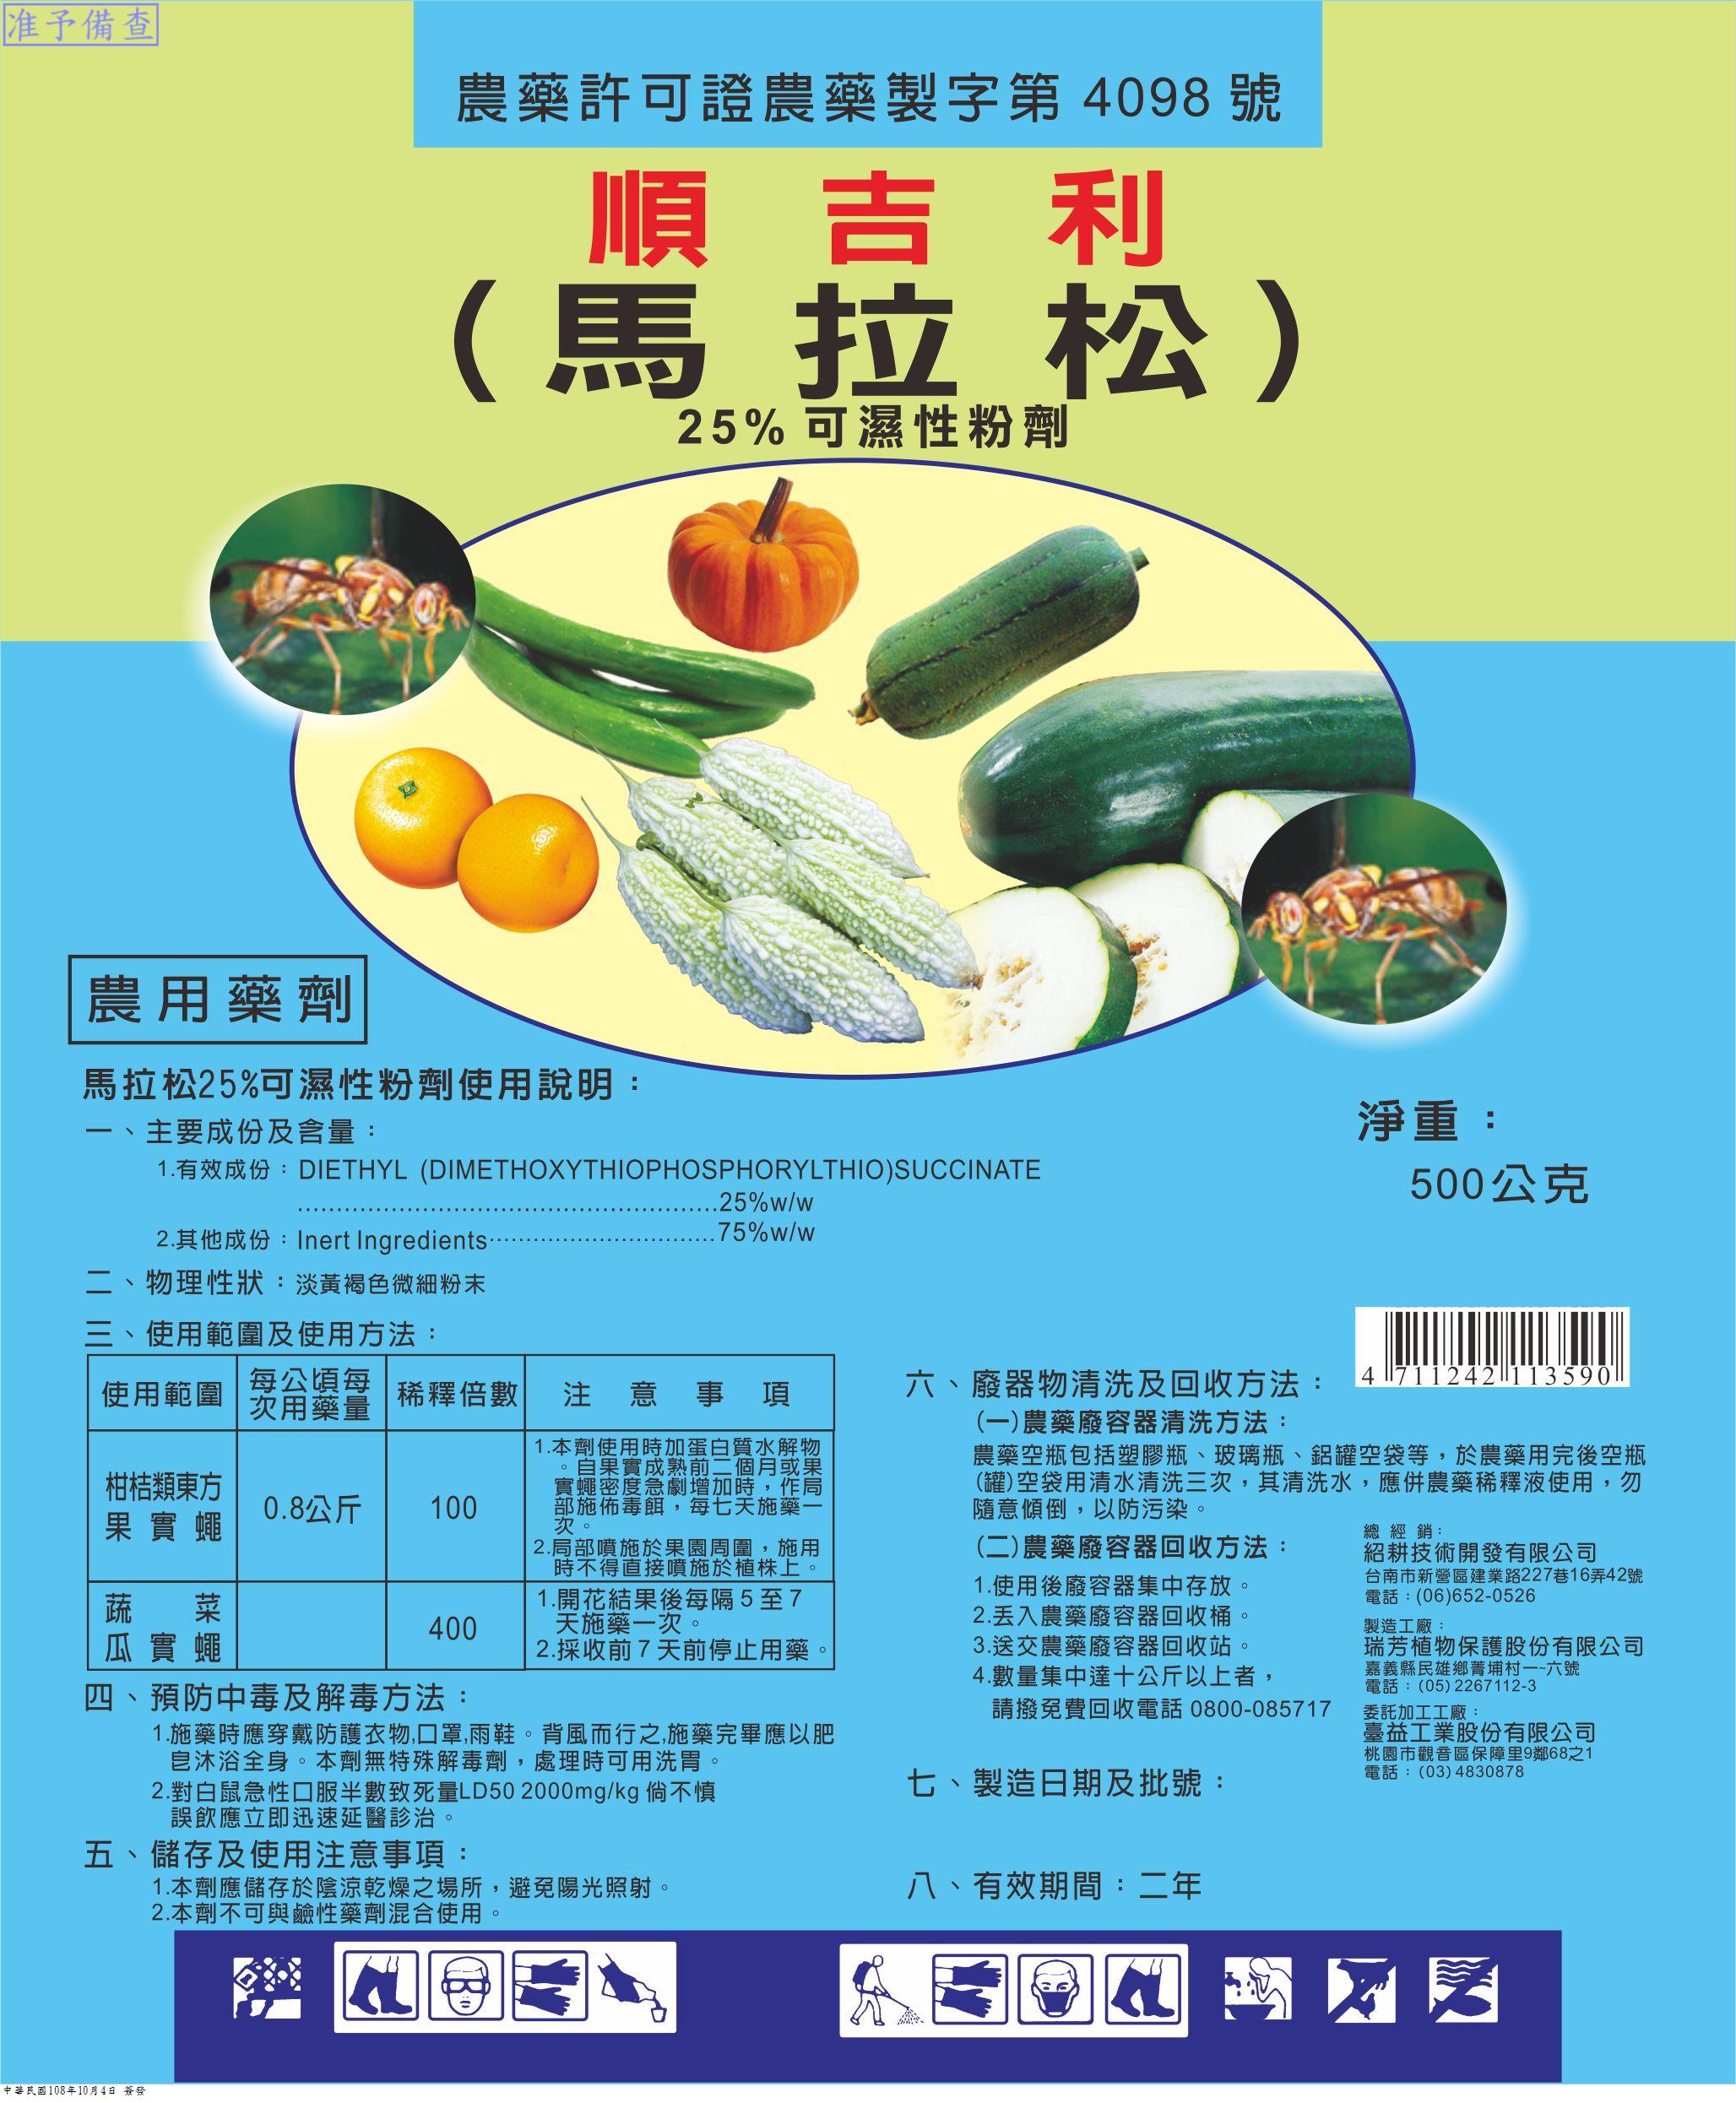 准予備查
農藥許可證農藥製字第 4098 號
順吉利
(馬拉松)
25% 可濕性粉劑
農用藥劑
馬拉松25%可濕性粉劑使用說明：
一、主要成份及含量：
1.有效成份：DIETHYL (DIMETHOXYTHIOPHOSPHORYLTHIO)SUCCINATE
......................................................25%w/w
2.其他成份：Inert Ingredients...............................75%w/w
二、物理性狀：淡黃褐色微細粉末
三、使用範圍及使用方法：
使用範圍 每公頃每次用藥量 稀釋倍數 注意事項
柑桔類東方
果實蠅
0.8公斤
100
1.本劑使用時加蛋白質水解物
。自果實成熟前二個月或果
實蠅密度急劇增加時，作局
部施佈毒餌，每七天施藥一
次。
2.局部噴施於果園周圍，施用
時不得直接噴施於植株上。
蔬菜
瓜實蠅
400
1.開花結果後每隔 5 至 7
天施藥一次。
2.採收前 7 天前停止用藥。
四、預防中毒及解毒方法：
1.施藥時應穿戴防護衣物,口罩,雨鞋。背風而行之,施藥完畢應以肥
皂沐浴全身。本劑無特殊解毒劑，處理時可用洗胃。
2.對白鼠急性口服半數致死量LD50 2000mg/kg 倘不慎
誤飲應立即迅速延醫診治。
五、儲存及使用注意事項：
1.本劑應儲存於陰涼乾燥之場所，避免陽光照射。
2.本劑不可與鹼性藥劑混合使用。
淨重：
500公克
4 711242 113590
六、廢器物清洗及回收方法：
(一)農藥廢容器清洗方法：
農藥空瓶包括塑膠瓶、玻璃瓶、鋁罐空袋等，於農藥用完後空瓶
(罐)空袋用清水清洗三次，其清洗水，應併農藥稀釋液使用，勿
隨意傾倒，以防污染。
(二)農藥廢容器回收方法：
1.使用後廢容器集中存放。
2.丟入農藥廢容器回收桶。
3.送交農藥廢容器回收站。
4.數量集中達十公斤以上者，
請撥免費回收電話 0800-085717
七、製造日期及批號：
八、有效期間：二年
總經銷：
紹耕技術開發有限公司
台南市新營區建業路227巷16弄42號
電話：(06)652-0526
製造工廠：
瑞芳植物保護股份有限公司
嘉義縣民雄鄉菁埔村一~六號
電話：(05)2267112-3
委託加工工廠：
臺益工業股份有限公司
桃園市觀音區保障里9鄰68之1
電話：(03)4830878
中華民國108年10月4日 簽發